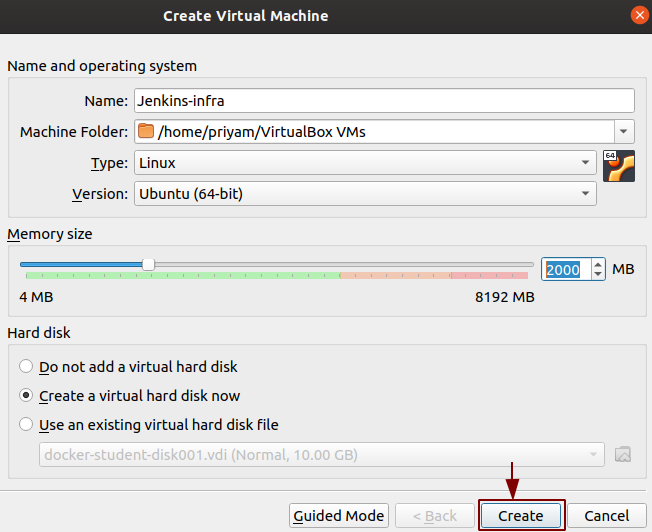 Create Virtual Machine
Name and operating system
Name: Jenkins-infra
Machine Folder: /home/priyam/VirtualBox VMs
Type: Linux
64
Version: Ubuntu (64-bit)
Memory size
2000 MB
4 MB 8192 MB
Hard disk
Do not add a virtual hard disk
Create a virtual hard disk now
Use an existing virtual hard disk file
docker-student-disk001.vdi (Normal, 10.00 GB)
Guided Mode < Back Create Cancel